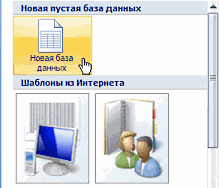 Новая пустая база данных
Новая база
данных
Шаблоны из Интернета